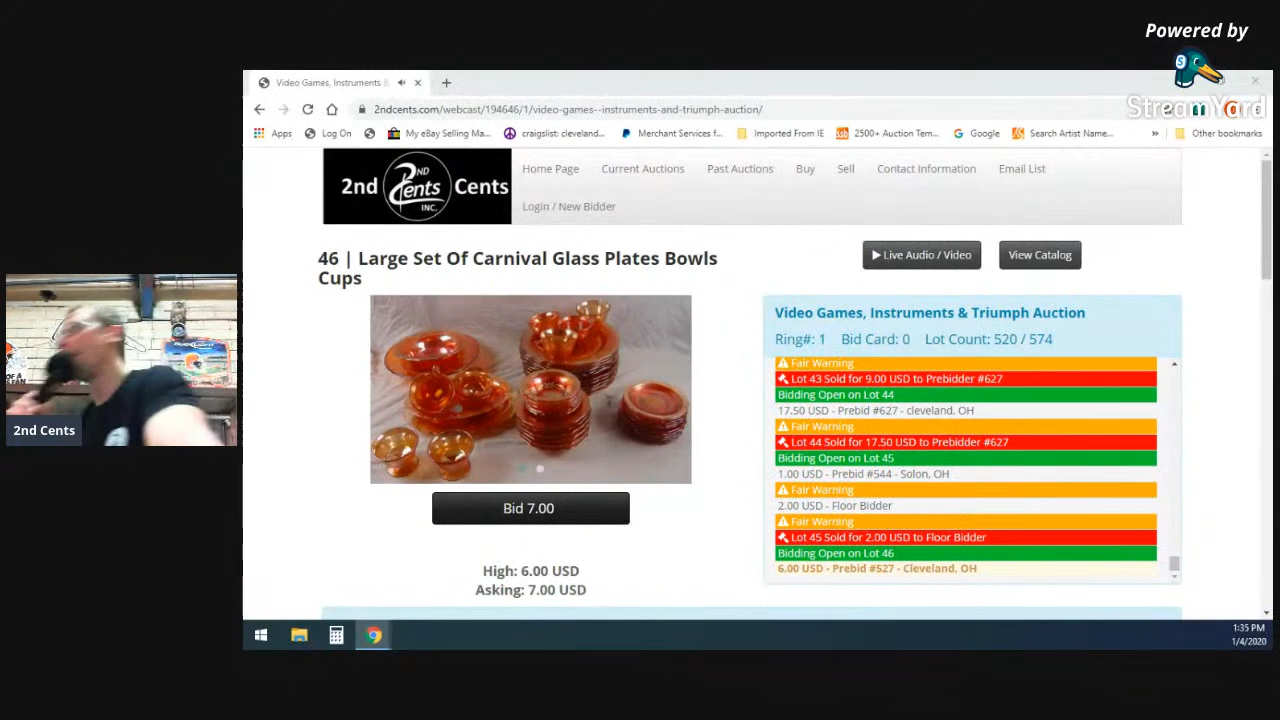 Powered by
StreamYard
Video Games, Instruments &
2ndcents.com/webcast/194646/1/video-games--instruments-and-triumph-auction/
Apps
Log On
My eBay Selling Ma...
craigslist: cleveland...
Merchant Services f...
Imported From IE
2500+ Auction Tem...
Google
Search Artist Name...
»
Other bookmarks
2nd 2ND Cents INC. Cents
Home Page
Current Auctions
Past Auctions
Buy
Sell
Contact Information
Email List
Login / New Bidder
46 | Large Set Of Carnival Glass Plates Bowls
Cups
Live Audio / Video
View Catalog
Bid 7.00
High: 6.00 USD
Asking: 7.00 USD
Video Games, Instruments & Triumph Auction
Ring#: 1 Bid Card: 0 Lot Count: 520 / 574
Fair Warning
Lot 43 Sold for 9.00 USD to Prebidder #627
Bidding Open on Lot 44
17.50 USD - Prebid #627 - cleveland, OH
Fair Warning
Lot 44 Sold for 17.50 USD to Prebidder #627
Bidding Open on Lot 45
1.00 USD - Prebid #544 - Solon, OH
Fair Warning
2.00 USD - Floor Bidder
Fair Warning
Lot 45 Sold for 2.00 USD to Floor Bidder
Bidding Open on Lot 46
6.00 USD - Prebid #527 - Cleveland, OH
2nd Cents
1:35 PM
1/4/2020